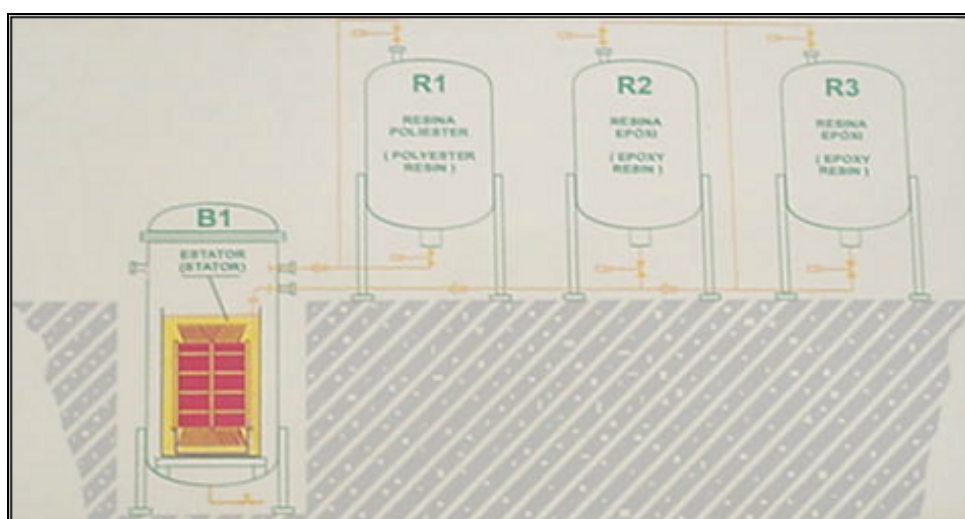 R1
RESINA
POLIESTER
( POLYESTER
RESIN )
R2
RESINA
EPÓXI
( EPOXY
RESIN )
R3
RESINA
EPÓXI
( EPOXY
RESIN )
B1
ESTATOR
(STATOR)